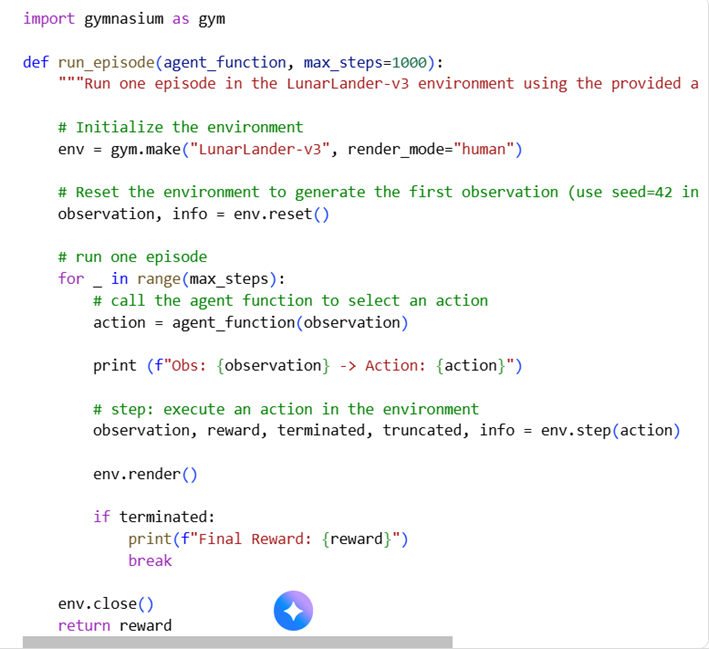 import gymnasium as gym
def run_episode(agent_function, max_steps=1000):
"""Run one episode in the LunarLander-v3 environment using the provided a
# Initialize the environment
env = gym.make("LunarLander-v3", render_mode="human")
# Reset the environment to generate the first observation (use seed=42 in
observation, info = env.reset()
# run one episode
for _ in range(max_steps):
# call the agent function to select an action
action = agent_function(observation)
print (f"Obs: {observation} -> Action: {action}")
# step: execute an action in the environment
observation, reward, terminated, truncated, info = env.step(action)
env.render()
if terminated:
print(f"Final Reward: {reward}")
break
env.close()
return reward